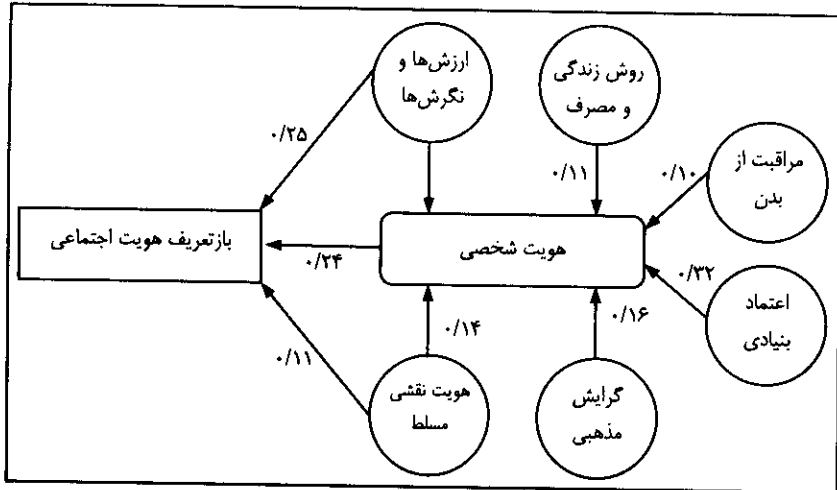 ارزش‌ها و
نگرش‌ها
روش زندگی
و مصرف
مراقبت از
بدن
۰/۲۵
۰/۱۱
۰/۱۰
بازتعریف هویت اجتماعی
هویت شخصی
۰/۲۴
۰/۳۲
اعتماد
بنیادی
۰/۱۱
۰/۱۴
۰/۱۶
هویت نقشی
مسلط
گرایش
مذهبی